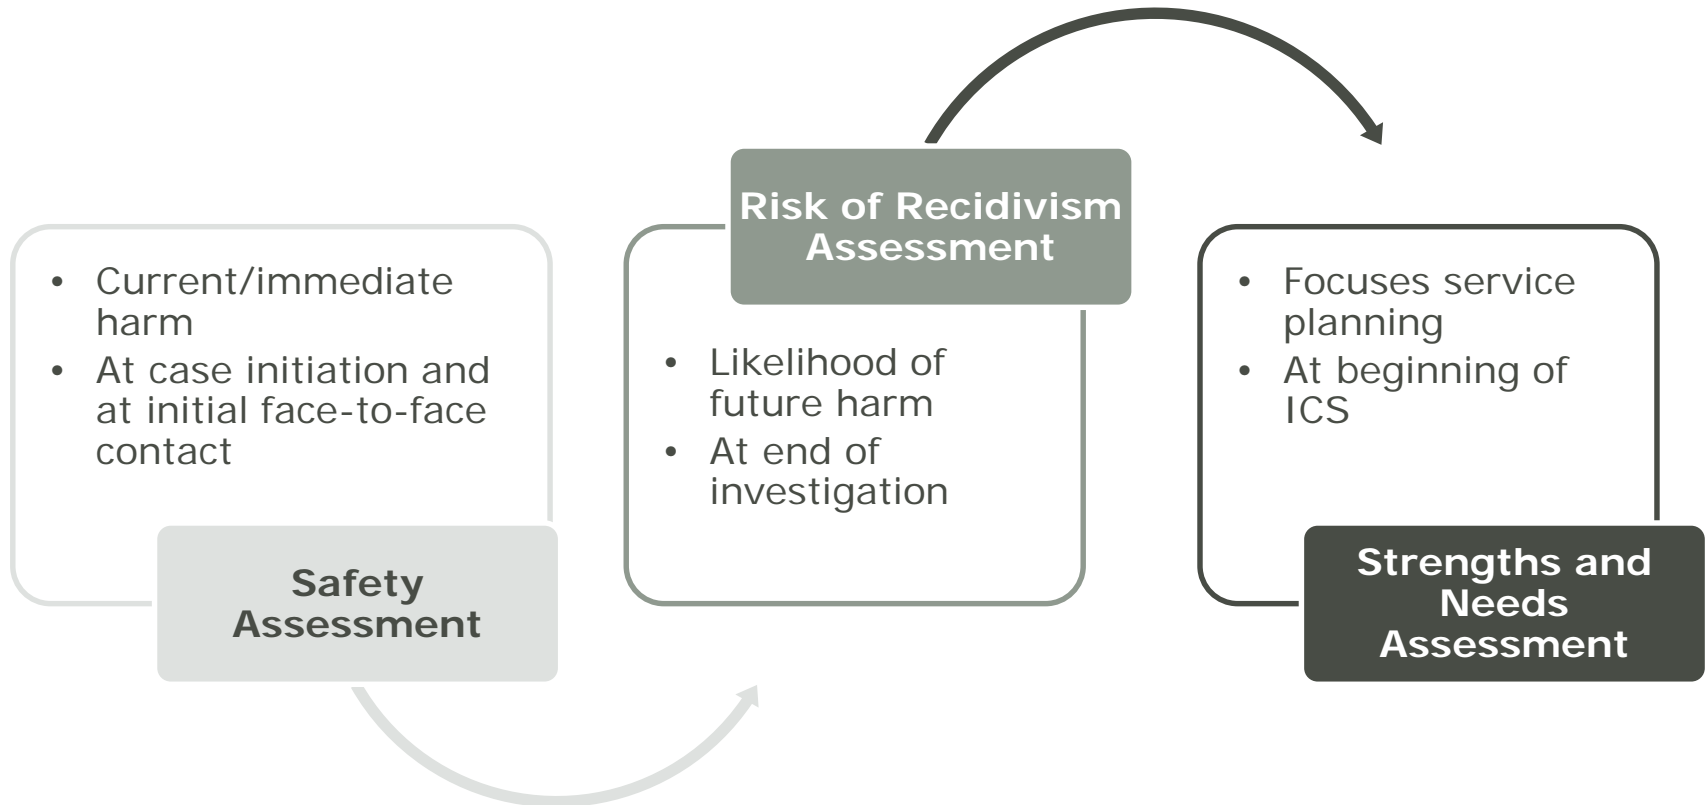 • Current/immediate
harm
• At case initiation and
at initial face-to-face
contact
Safety
Assessment
Risk of Recidivism
Assessment
• Likelihood of
future harm
• At end of
investigation
• Focuses service
planning
• At beginning of
ICS
Strengths and
Needs
Assessment